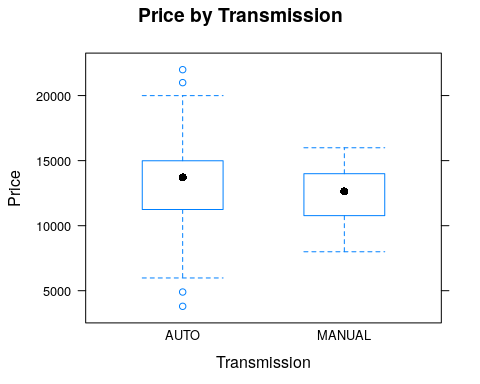 Price by Transmission
Price
20000
15000
10000
5000
AUTO MANUAL
Transmission